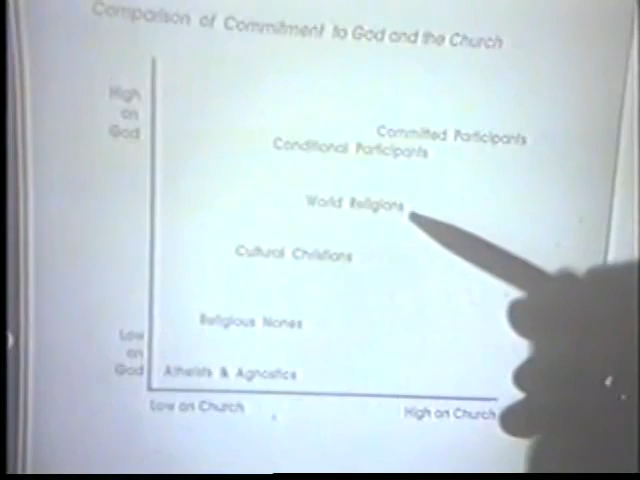 Comparison of Commitment to God and the Church
High
on
God
Committed Participants
Conditional Participants
World Religions
Cultural Christians
Religious Nones
Low
on
God
Atheists & Agnostics
Low on Church
High on Church